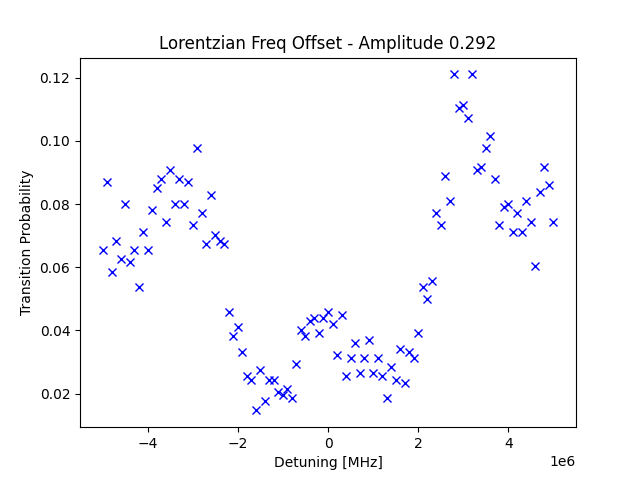 Lorentzian Freq Offset - Amplitude 0.292
0.12
0.10
0.08
0.06
0.04
0.02
Transition Probability
−4
−2
0
2
4
1e6
Detuning [MHz]